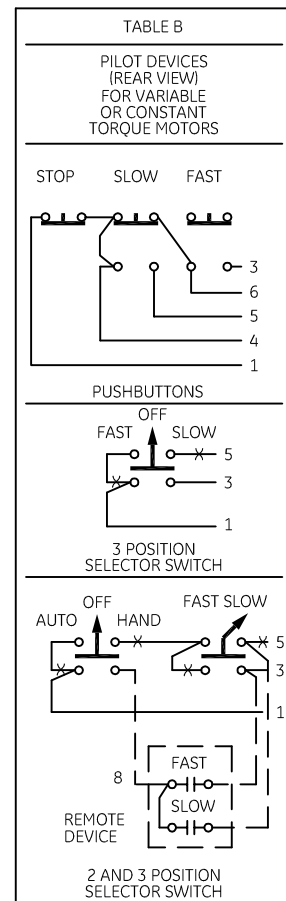 TABLE B
PILOT DEVICES
(REAR VIEW)
FOR VARIABLE
OR CONSTANT
TORQUE MOTORS
STOP SLOW FAST
3
6
5
4
1
PUSHBUTTONS
OFF
FAST SLOW
X 5
X 3
1
3 POSITION
SELECTOR SWITCH
OFF FAST SLOW
AUTO HAND
X X 5
X X 3
1
8 FAST
SLOW
REMOTE
DEVICE
2 AND 3 POSITION
SELECTOR SWITCH